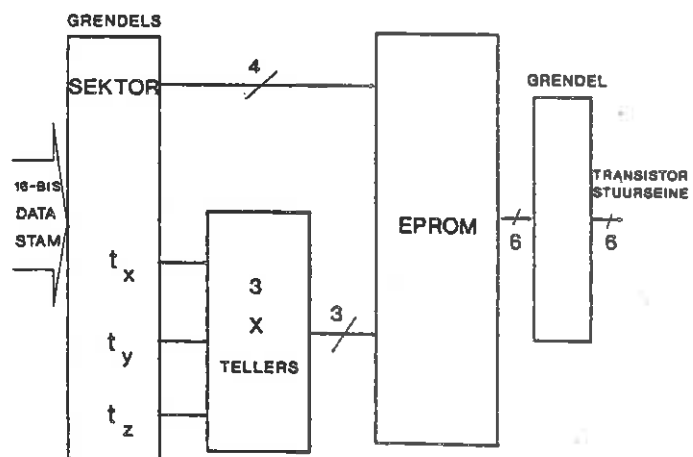 GRENDELS
SEKTOR
4
16-BIS
DATA
STAM
t x
t y
t z
3
X
TELLERS
3
EPROM
6
GRENDEL
TRANSISTOR
STUURSEINE
6